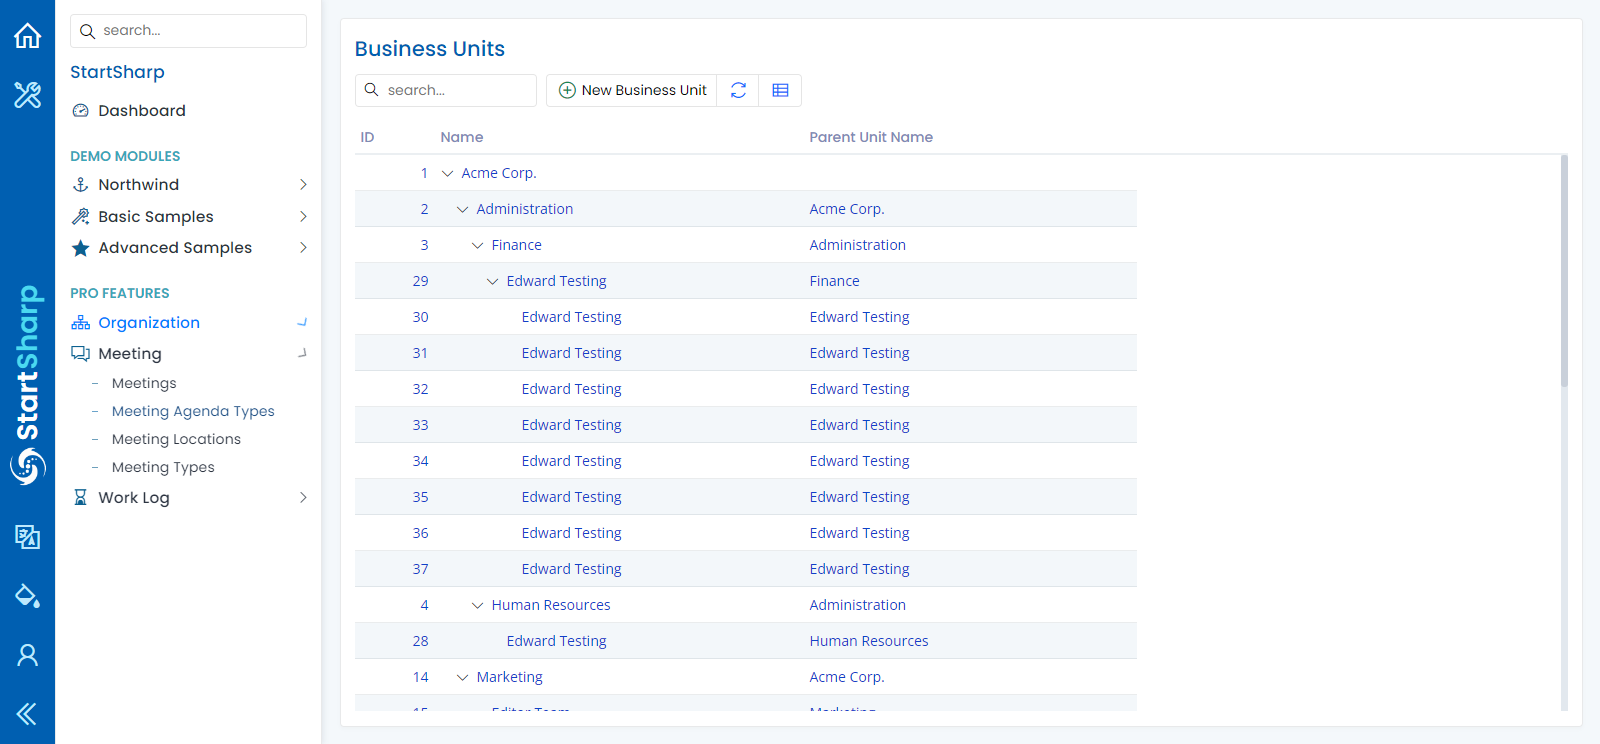 search...
StartSharp
Dashboard
DEMO MODULES
Northwind
Basic Samples
Advanced Samples
PRO FEATURES
Organization
Meeting
- Meetings
- Meeting Agenda Types
- Meeting Locations
- Meeting Types
Work Log
StartSharp
Business Units
search... New Business Unit
ID Name Parent Unit Name
1 Acme Corp.
2 Administration Acme Corp.
3 Finance Administration
29 Edward Testing Finance
30 Edward Testing Edward Testing
31 Edward Testing Edward Testing
32 Edward Testing Edward Testing
33 Edward Testing Edward Testing
34 Edward Testing Edward Testing
35 Edward Testing Edward Testing
36 Edward Testing Edward Testing
37 Edward Testing Edward Testing
4 Human Resources Administration
28 Edward Testing Human Resources
14 Marketing Acme Corp.
15 Editor Team Marketing